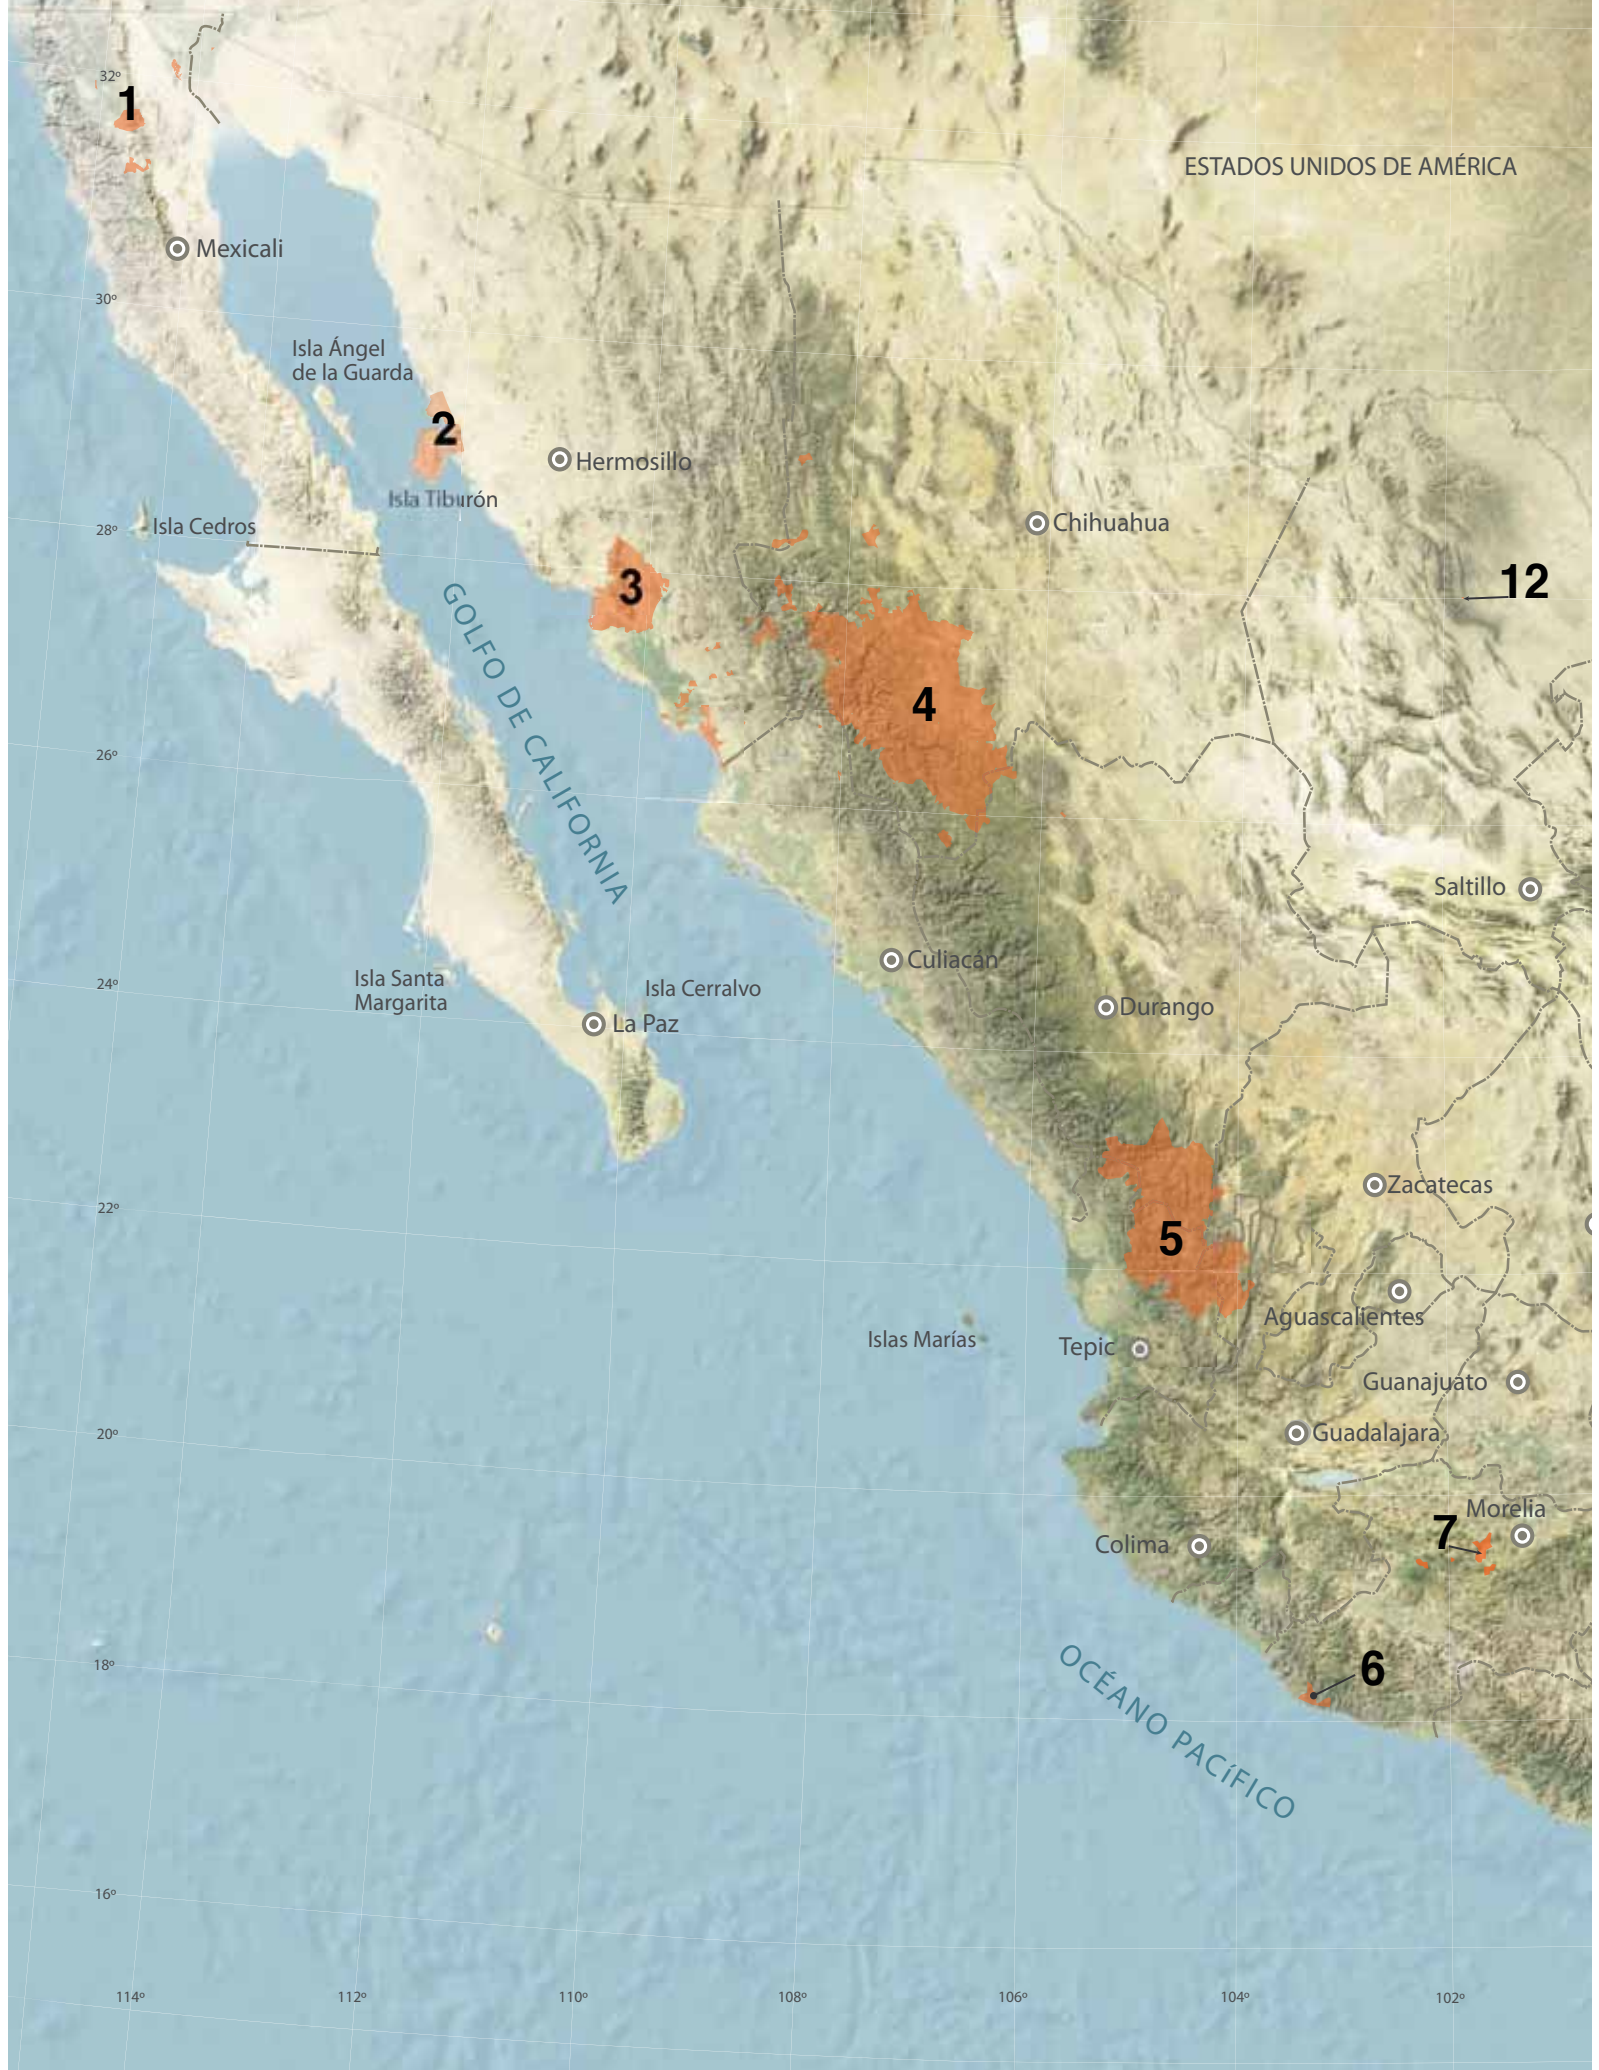 32º
1
ESTADOS UNIDOS DE AMÉRICA
Mexicali
30º
Isla Ángel
de la Guarda
2
Hermosillo
Isla Tiburón
28º
Isla Cedros
Chihuahua
3
12
GOLFO DE CALIFORNIA
4
26º
Saltillo
Culiacán
24º
Isla Santa
Margarita
Isla Cerralvo
La Paz
Durango
Zacatecas
22º
5
Aguascalientes
Islas Marías
Tepic
Guanajuato
20º
Guadalajara
Morelia
7
Colima
18º
6
OCÉANO PACíFICO
16º
114º
112º
110º
108º
106º
104º
102º